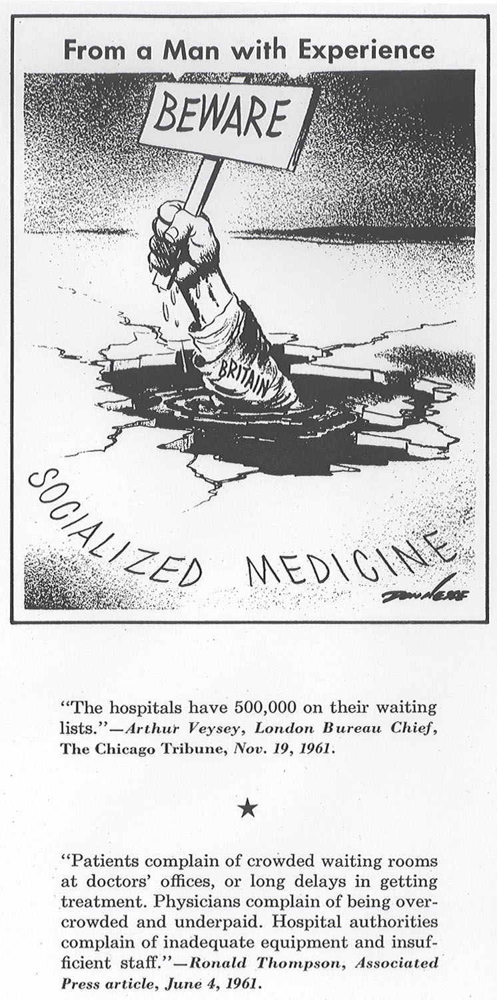 From a Man with Experience
BEWARE
BRITAIN
SOCIALIZED MEDICINE
“The hospitals have 500,000 on their waiting
lists.”—Arthur Veysey, London Bureau Chief,
The Chicago Tribune, Nov. 19, 1961.
★
“Patients complain of crowded waiting rooms
at doctors’ offices, or long delays in getting
treatment. Physicians complain of being over-
crowded and underpaid. Hospital authorities
complain of inadequate equipment and insuf-
ficient staff.”—Ronald Thompson, Associated
Press article, June 4, 1961.